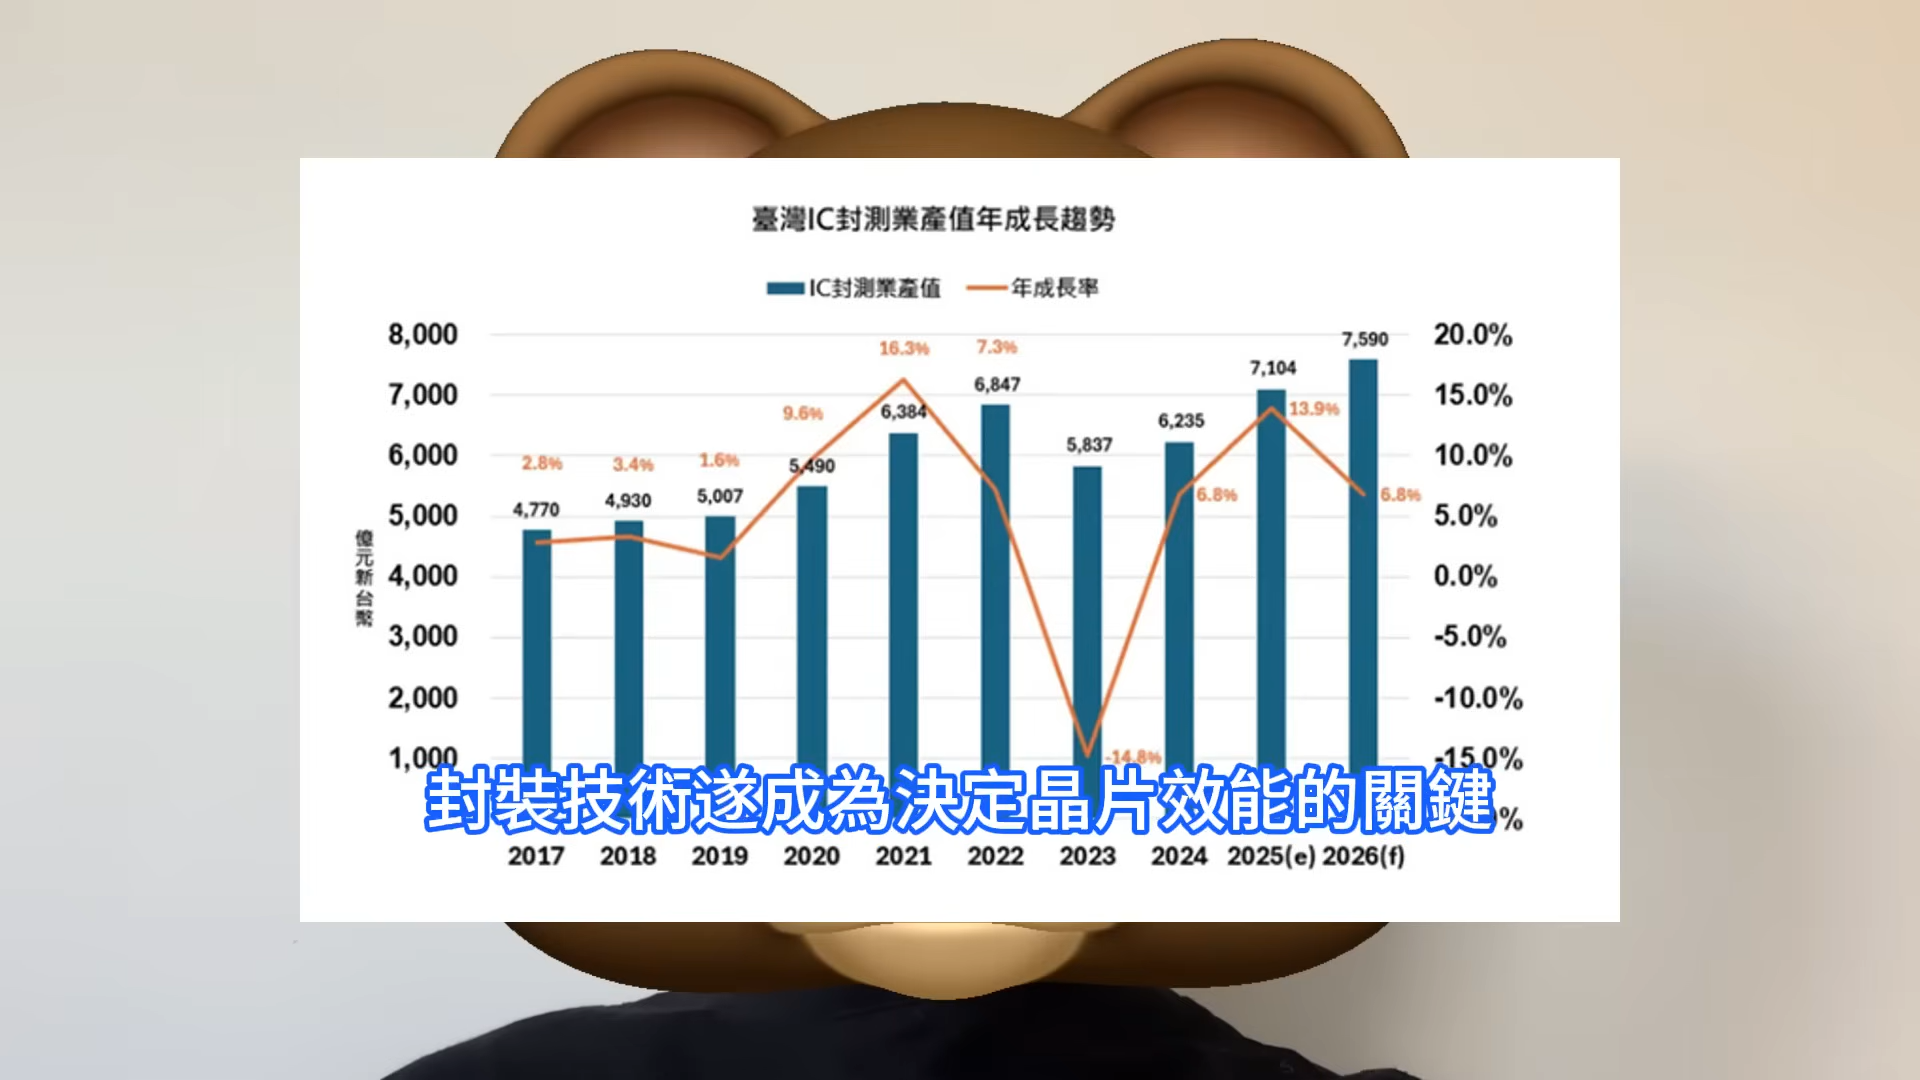 臺灣IC封測業產值年成長趨勢
IC封測業產值 年成長率
8,000
7,000
6,000
5,000
4,000
3,000
2,000
1,000
億元新台幣
20.0%
15.0%
10.0%
5.0%
0.0%
-5.0%
-10.0%
-15.0%
2.8% 3.4% 1.6% 9.6% 16.3% 7.3% -14.8% 6.8% 13.9% 6.8%
4,770 4,930 5,007 5,490 6,384 6,847 5,837 6,235 7,104 7,590
封裝技術遂成為決定晶片效能的關鍵
2017 2018 2019 2020 2021 2022 2023 2024 2025(e) 2026(f)